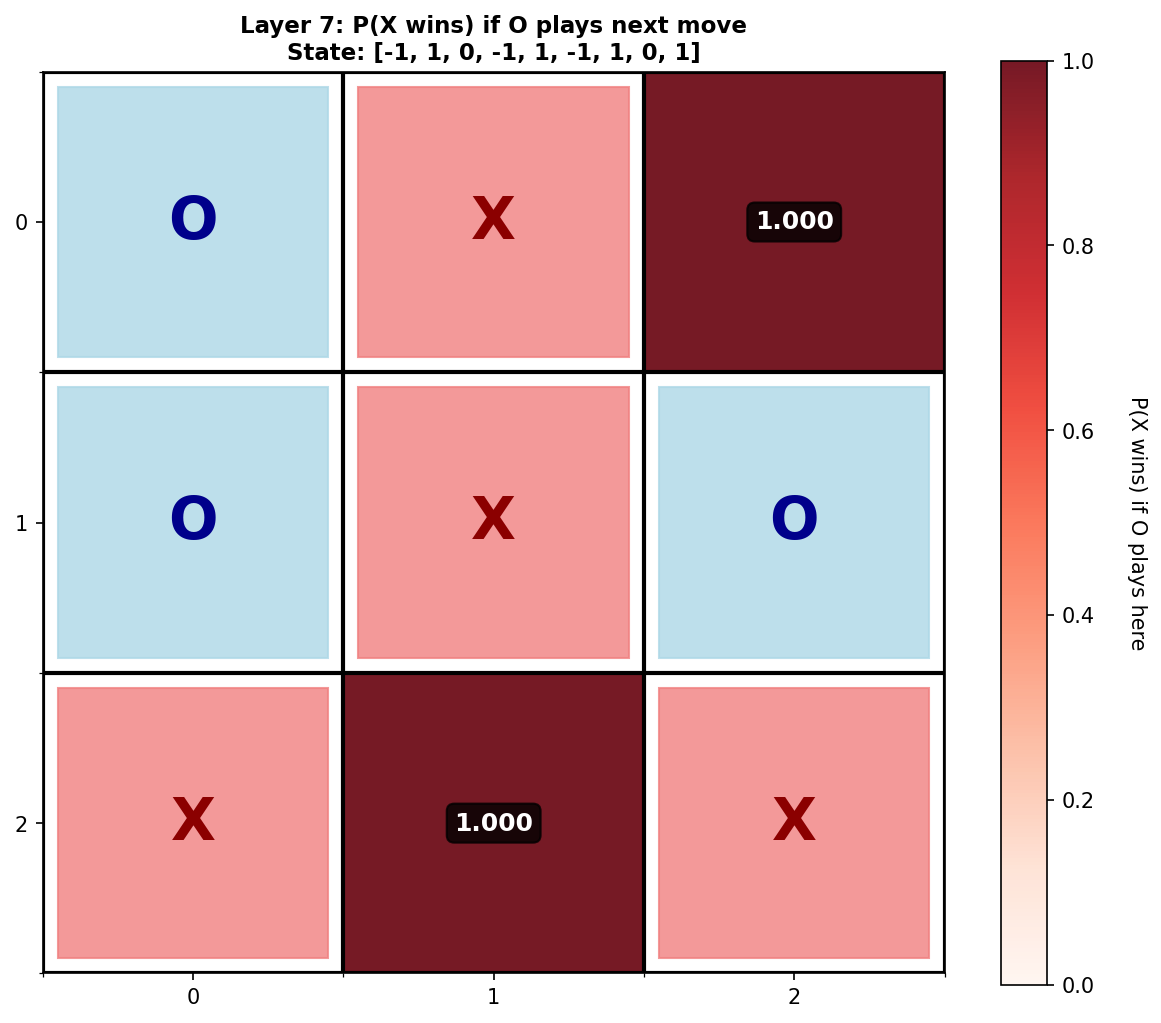 Layer 7: P(X wins) if O plays next move
State: [-1, 1, 0, -1, 1, -1, 1, 0, 1]
0
O
X
1.000
1
O
X
O
2
X
1.000
X
0
1
2
1.0
0.8
0.6
0.4
0.2
0.0
P(X wins) if O plays here